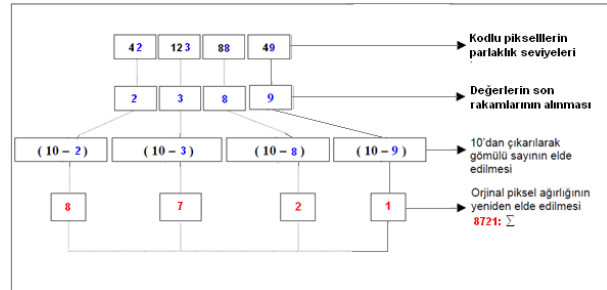 42 123 88 49
Kodlu piksellerin
parlaklık seviyeleri
2 3 8 9
Değerlerin son
rakamlarının alınması
(10 – 2) (10 – 3) (10 – 8) (10 – 9)
10'dan çıkarılarak
gömülü sayının elde
edilmesi
8 7 2 1
Orjinal piksel ağırlığının
yeniden elde edilmesi
8721: ∑